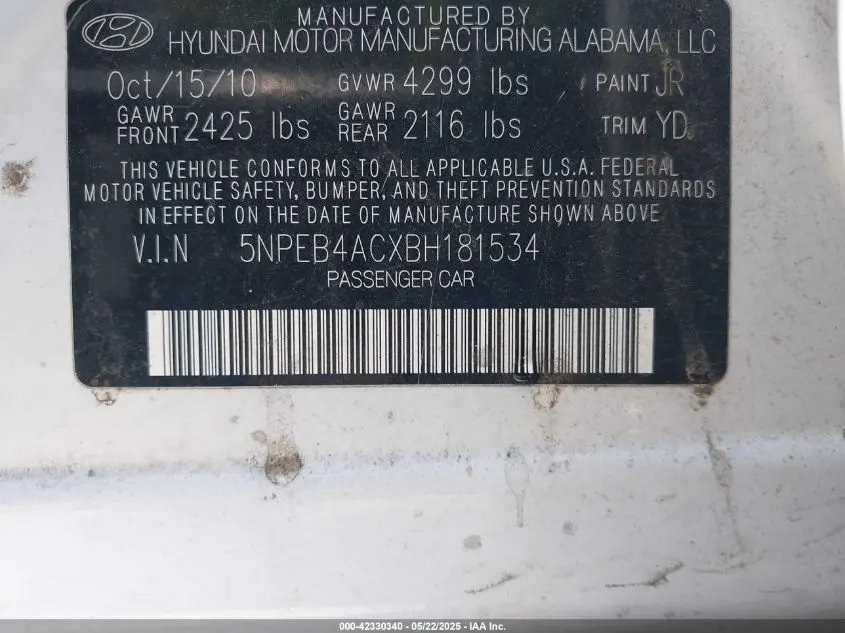 MANUFACTURED BY
HYUNDAI MOTOR MANUFACTURING ALABAMA, LLC
Oct/15/10 GVWR 4299 lbs PAINT JR
GAWR FRONT 2425 lbs GAWR REAR 2116 lbs TRIM YD
THIS VEHICLE CONFORMS TO ALL APPLICABLE U.S.A. FEDERAL
MOTOR VEHICLE SAFETY, BUMPER, AND THEFT PREVENTION STANDARDS
IN EFFECT ON THE DATE OF MANUFACTURE SHOWN ABOVE
V.I.N 5NPEB4ACXBH181534
PASSENGER CAR
000-42330340 - 05/22/2025 - IAA Inc.